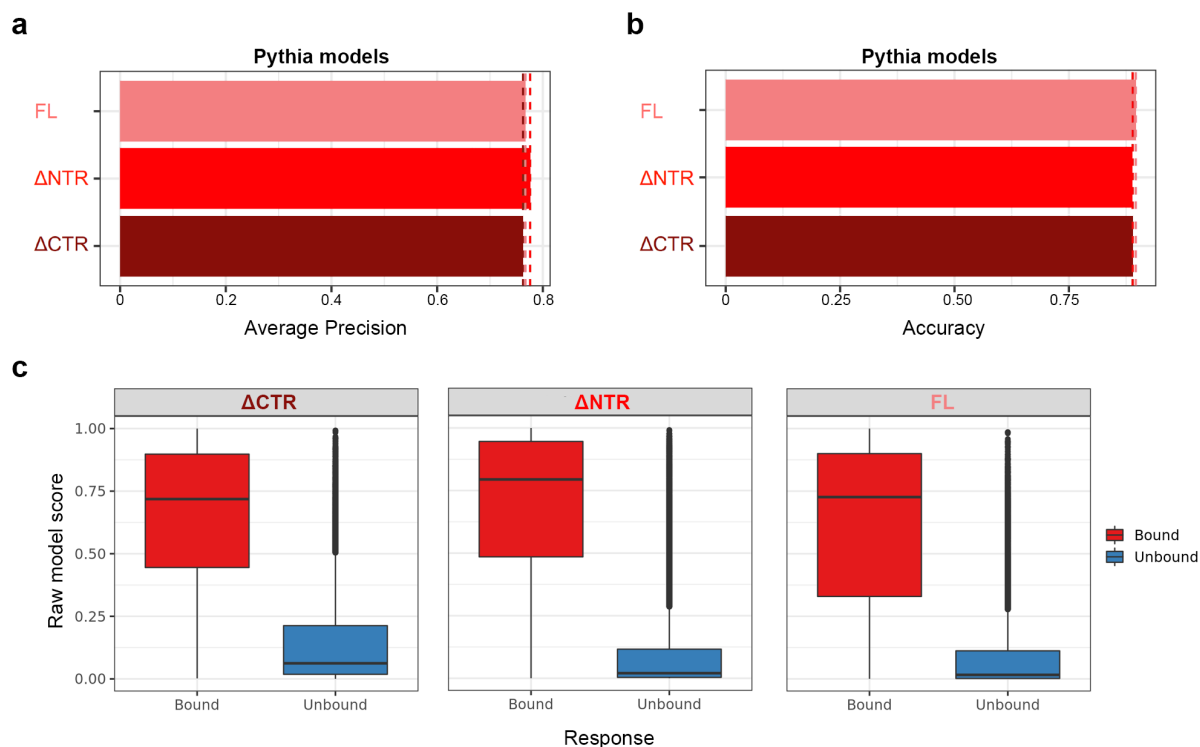 a
Pythia models
FL
ΔNTR
ΔCTR
0 0.2 0.4 0.6 0.8
Average Precision
b
Pythia models
FL
ΔNTR
ΔCTR
0 0.25 0.50 0.75
Accuracy
c
ΔCTR ΔNTR FL
Raw model score
1.00
0.75
0.50
0.25
0.00
Bound Unbound Bound Unbound Bound Unbound
Response
Bound
Unbound